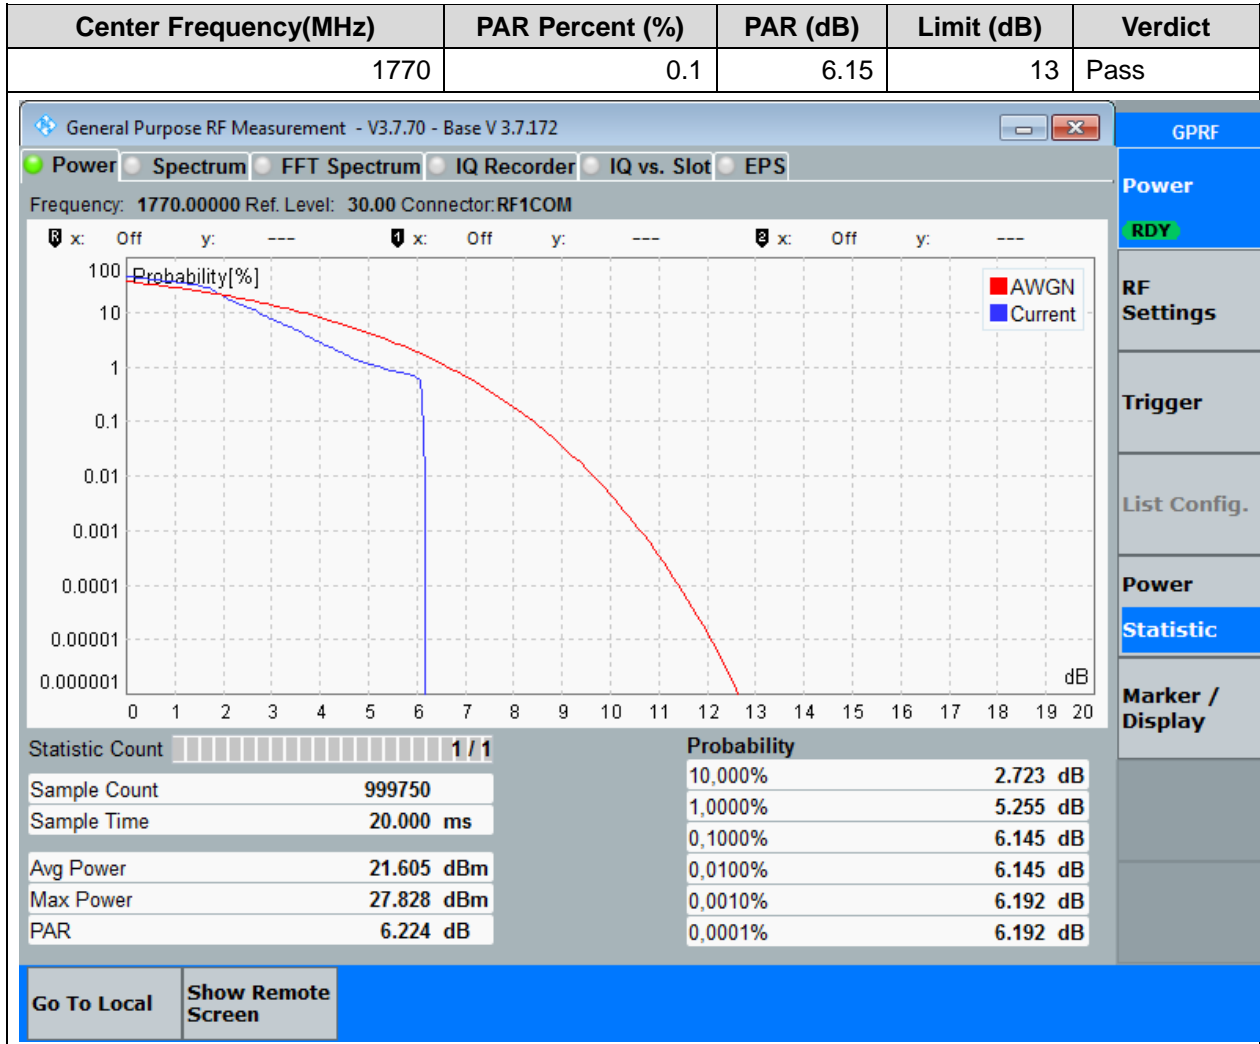 Center Frequency(MHz) PAR Percent (%) PAR (dB) Limit (dB) Verdict
1770 0.1 6.15 13 Pass
General Purpose RF Measurement - V3.7.70 - Base V 3.7.172
GPRF
Power Spectrum FFT Spectrum IQ Recorder IQ vs. Slot EPS
Power
RDY
Frequency: 1770.00000 Ref. Level: 30.00 Connector: RF1COM
R x: Off y: --- 1 x: Off y: --- 2 x: Off y: ---
Probability[%]
AWGN
Current
100
10
1
0.1
0.01
0.001
0.0001
0.00001
0.000001
dB
0 1 2 3 4 5 6 7 8 9 10 11 12 13 14 15 16 17 18 19 20
RF
Settings
Trigger
List Config.
Power
Statistic
Marker /
Display
Statistic Count 1 / 1
Sample Count 999750
Sample Time 20.000 ms
Avg Power 21.605 dBm
Max Power 27.828 dBm
PAR 6.224 dB
Probability
10,000% 2.723 dB
1,0000% 5.255 dB
0,1000% 6.145 dB
0,0100% 6.145 dB
0,0010% 6.192 dB
0,0001% 6.192 dB
Go To Local
Show Remote
Screen